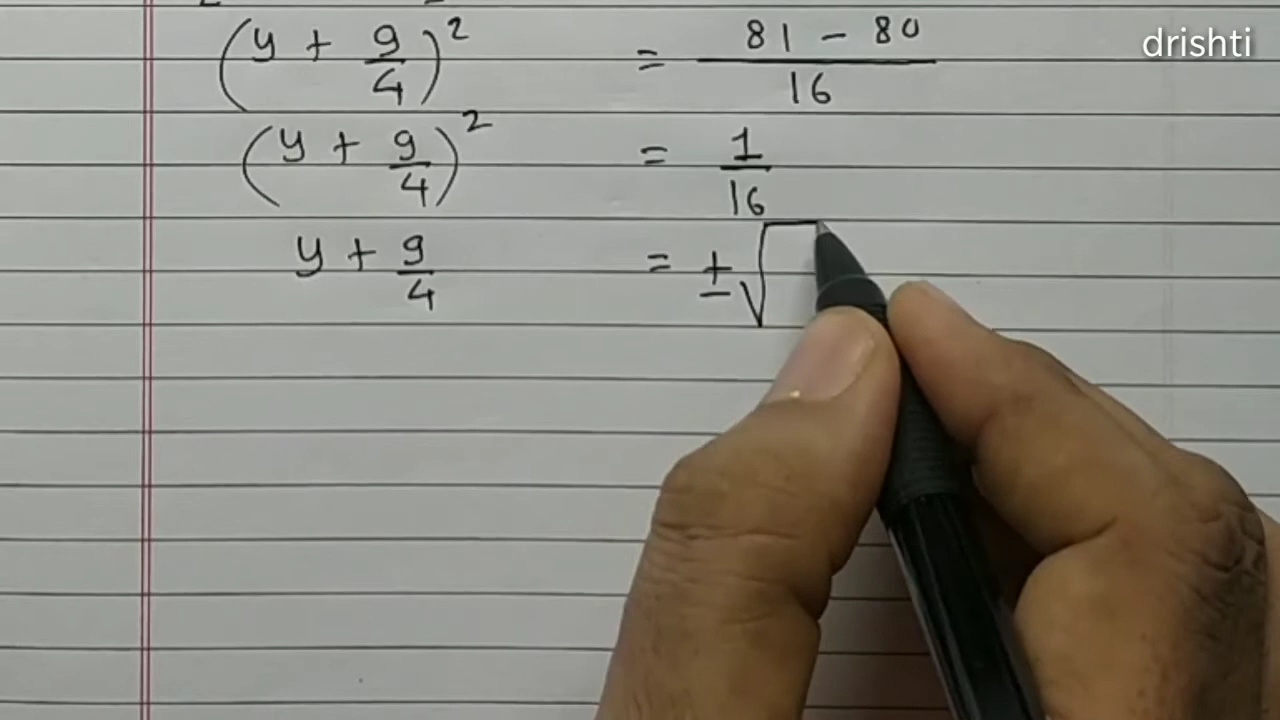 drishti
(y + 9/4)² = 81 - 80 / 16
(y + 9/4)² = 1/16
y + 9/4 = ±√